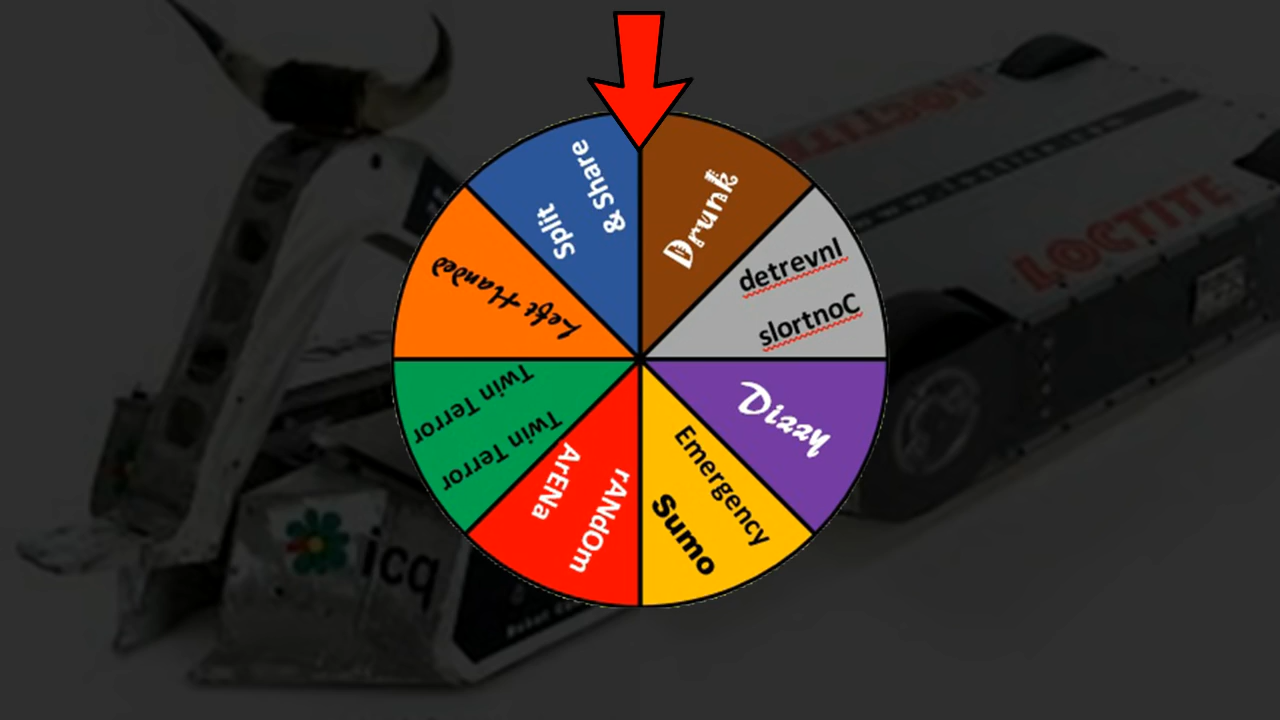 Drunk
detrevnI
slortnoC
Dizzy
Emergency
Sumo
rANdOm
ArENa
Twin Terror
Twin Terror
Left-Handed
Split
& Share
LOCTITE
LOCTITE
icq